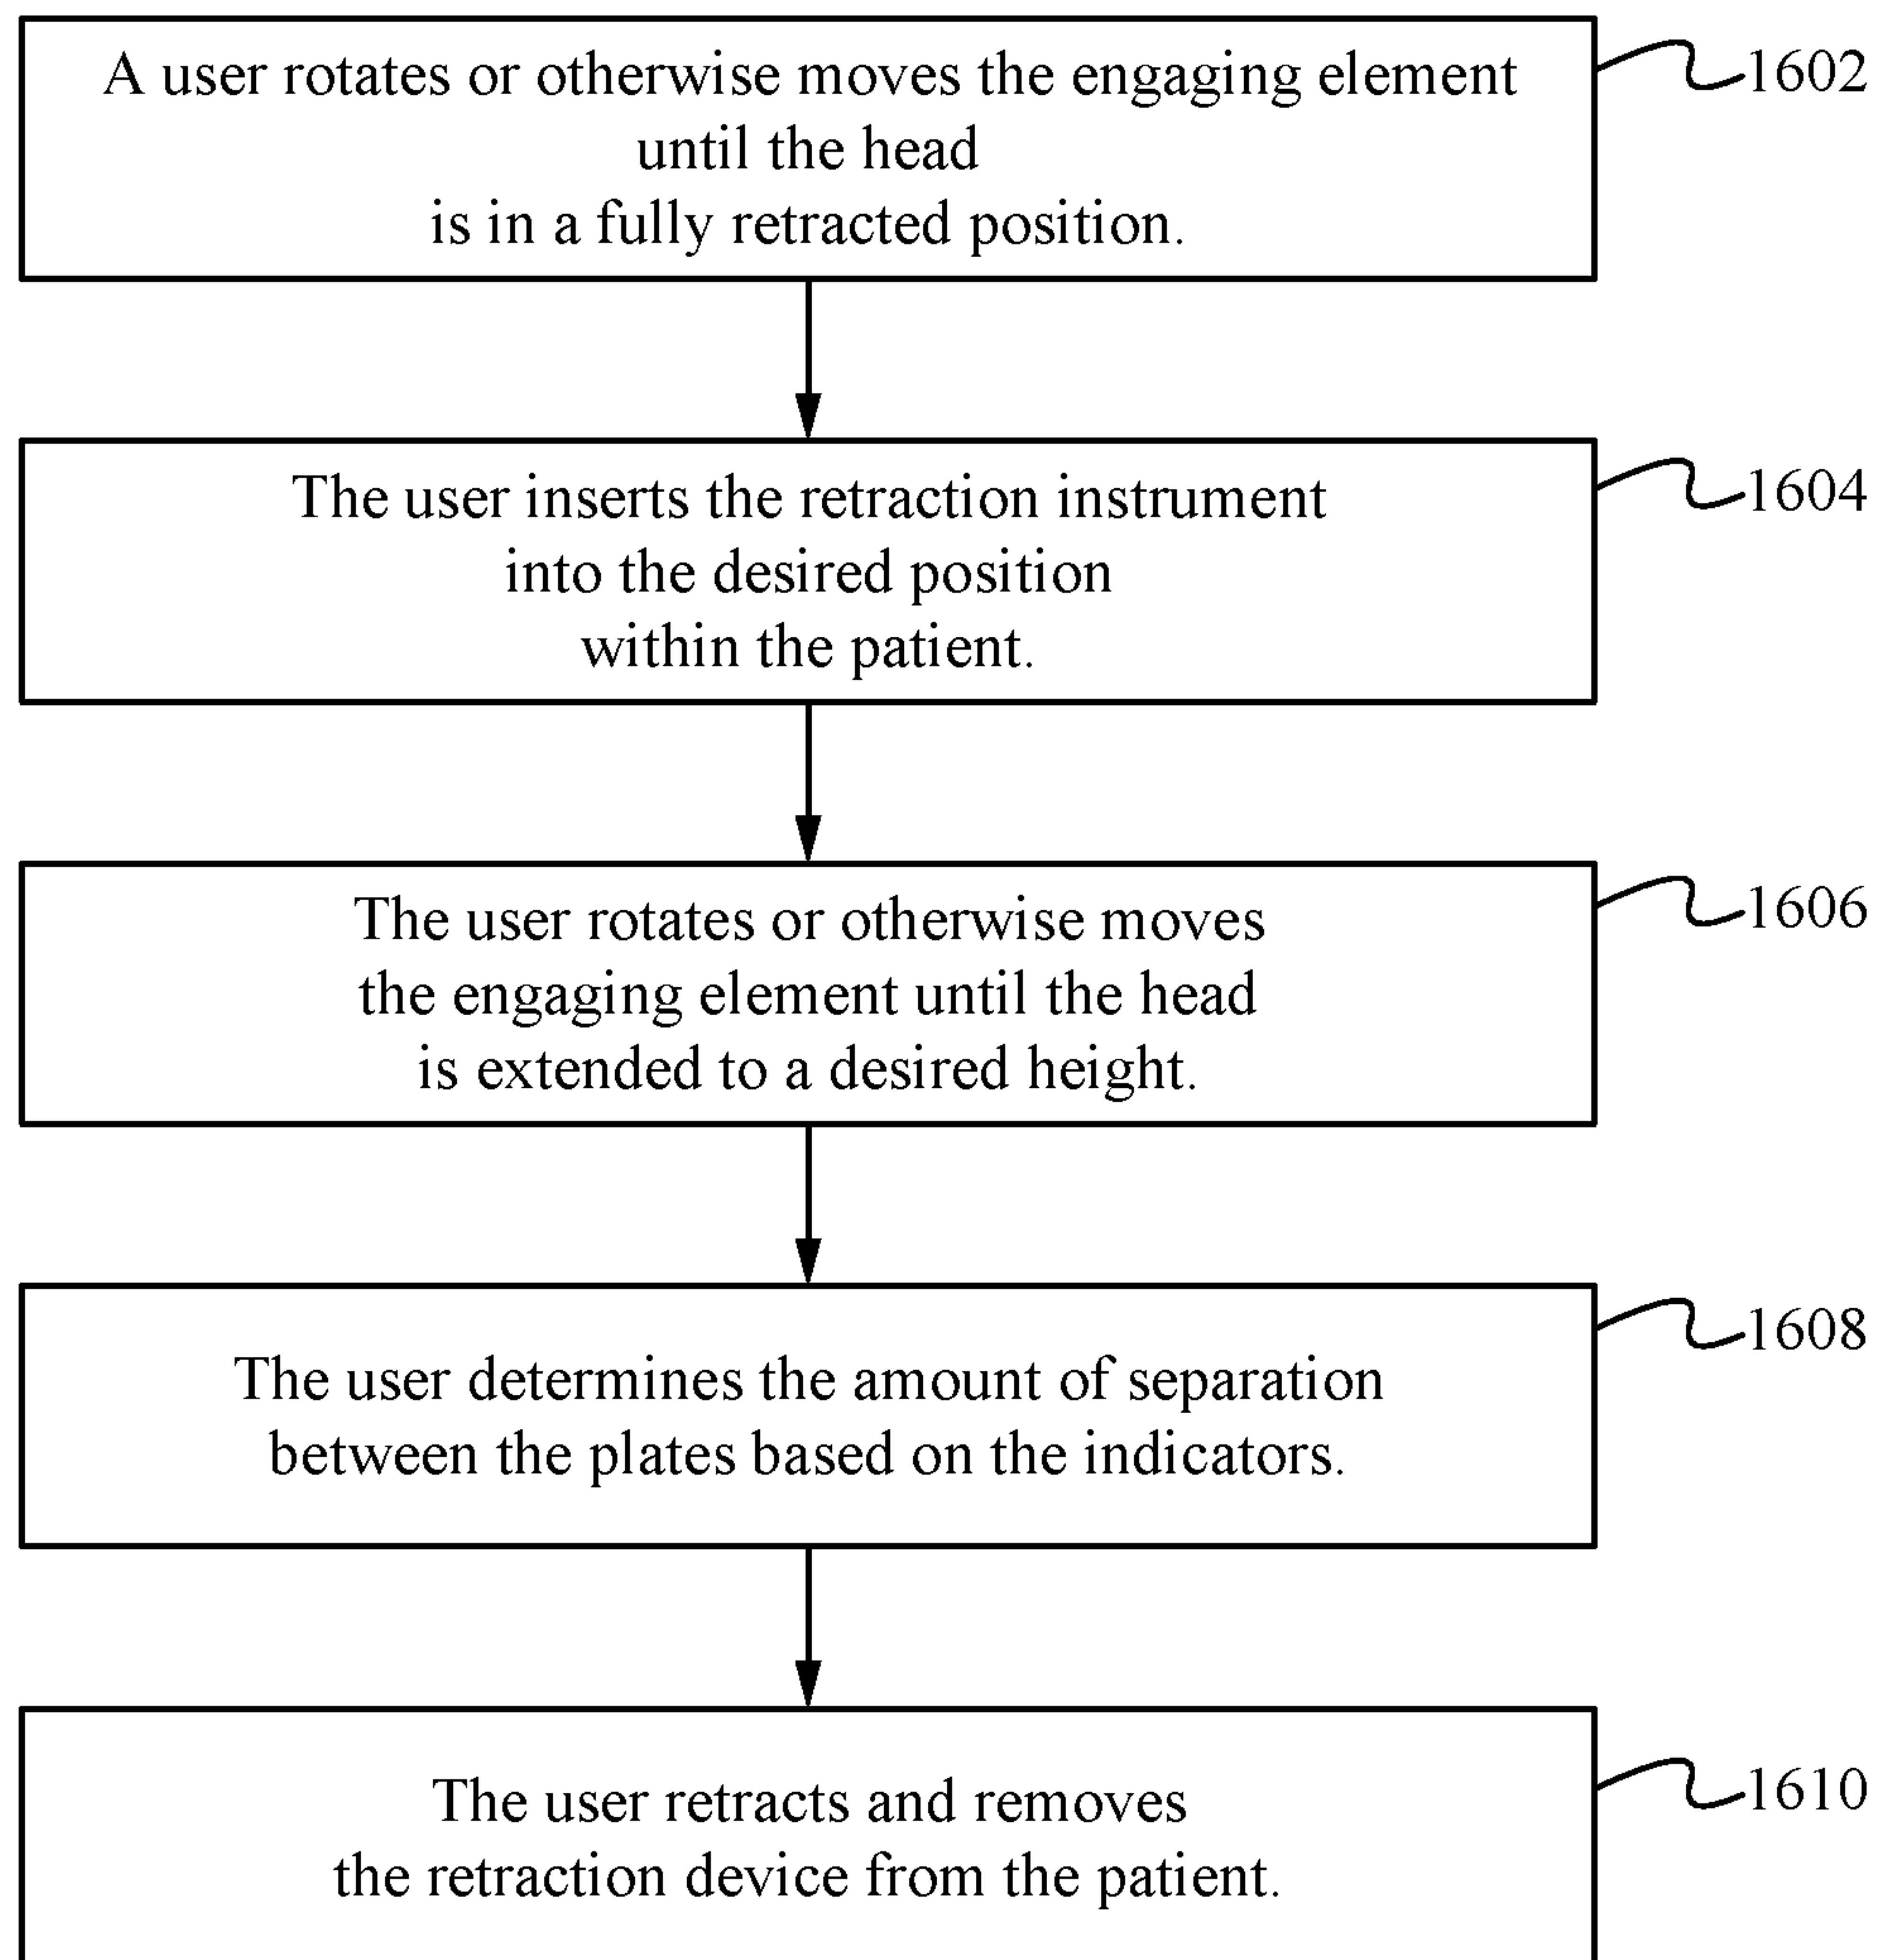 A user rotates or otherwise moves the engaging element
until the head
is in a fully retracted position.
1602
The user inserts the retraction instrument
into the desired position
within the patient.
1604
The user rotates or otherwise moves
the engaging element until the head
is extended to a desired height.
1606
The user determines the amount of separation
between the plates based on the indicators.
1608
The user retracts and removes
the retraction device from the patient.
1610